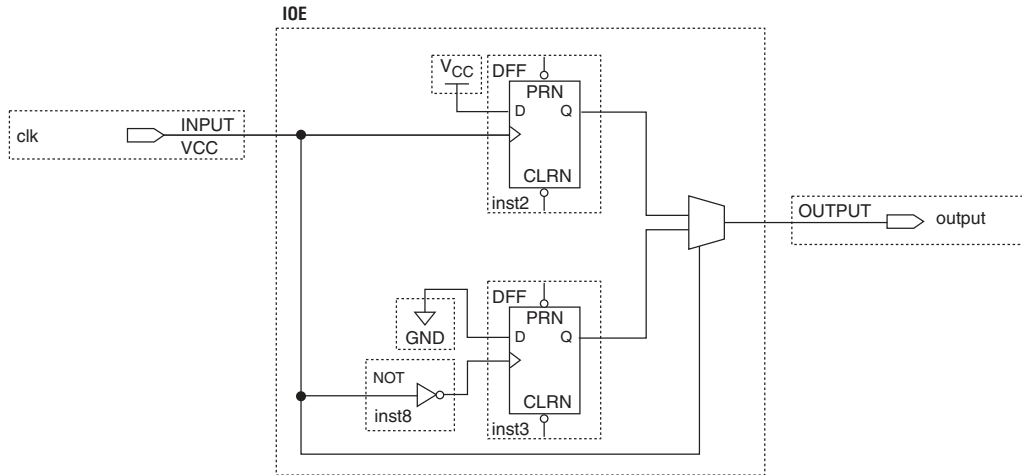 IOE
VCC
DFF
PRN
D Q
CLRN
inst2
clk
INPUT
VCC
OUTPUT
output
DFF
PRN
D Q
CLRN
inst3
GND
NOT
inst8